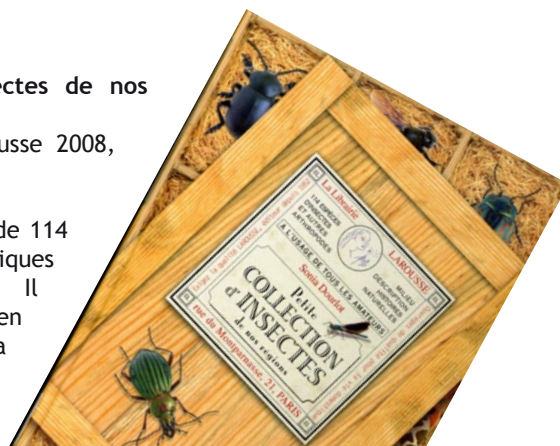 ectes de nos
usse 2008,
de 114
iques
Il
en
a
La Librairie
LAROUSSE
114 ESPÈCES
D'INSECTES
ET AUTRES
ARTHROPODES
MILIEU
DESCRIPTION
HISTOIRES
NATURELLES
À L'USAGE DE TOUS LES AMATEURS
Sonia Dourlot
Petite
COLLECTION
d'INSECTES
de nos régions
rue du Montparnasse, 21, PARIS